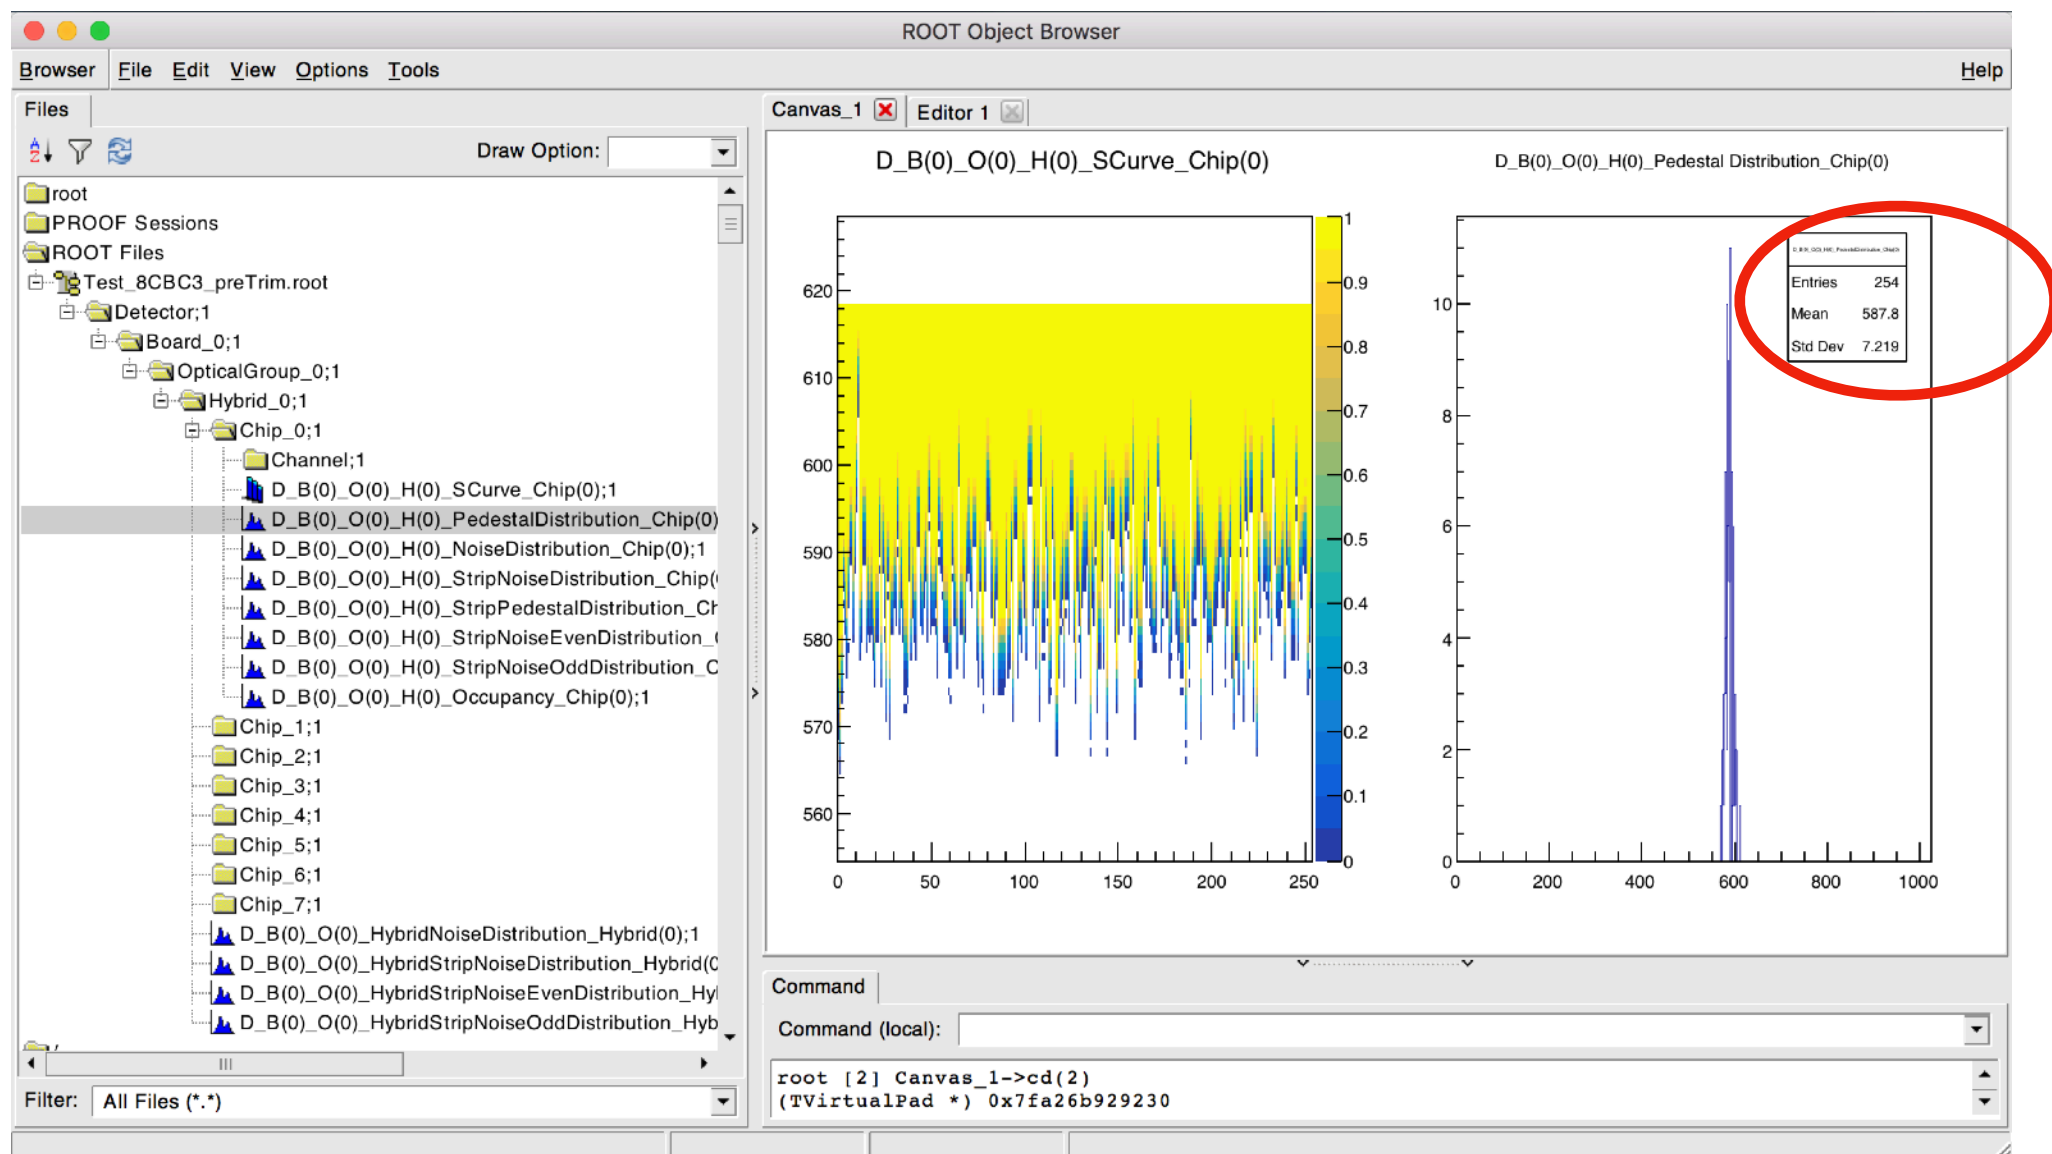 ROOT Object Browser
Browser File Edit View Options Tools Help
Files
Draw Option:
root
PROOF Sessions
ROOT Files
Test_8CBC3_preTrim.root
Detector;1
Board_0;1
OpticalGroup_0;1
Hybrid_0;1
Chip_0;1
Channel;1
D_B(0)_O(0)_H(0)_SCurve_Chip(0);1
D_B(0)_O(0)_H(0)_PedestalDistribution_Chip(0)
D_B(0)_O(0)_H(0)_NoiseDistribution_Chip(0);1
D_B(0)_O(0)_H(0)_StripNoiseDistribution_Chip(
D_B(0)_O(0)_H(0)_StripPedestalDistribution_Ch
D_B(0)_O(0)_H(0)_StripNoiseEvenDistribution_
D_B(0)_O(0)_H(0)_StripNoiseOddDistribution_C
D_B(0)_O(0)_H(0)_Occupancy_Chip(0);1
Chip_1;1
Chip_2;1
Chip_3;1
Chip_4;1
Chip_5;1
Chip_6;1
Chip_7;1
D_B(0)_O(0)_HybridNoiseDistribution_Hybrid(0);1
D_B(0)_O(0)_HybridStripNoiseDistribution_Hybrid(0
D_B(0)_O(0)_HybridStripNoiseEvenDistribution_Hy
D_B(0)_O(0)_HybridStripNoiseOddDistribution_Hyb
Filter: All Files (*.*)
Canvas_1 Editor 1
D_B(0)_O(0)_H(0)_SCurve_Chip(0)
620
610
600
590
580
570
560
0 50 100 150 200 250
1
0.9
0.8
0.7
0.6
0.5
0.4
0.3
0.2
0.1
0
D_B(0)_O(0)_H(0)_Pedestal Distribution_Chip(0)
Entries 254
Mean 587.8
Std Dev 7.219
10
8
6
4
2
0
0 200 400 600 800 1000
Command
Command (local):
root [2] Canvas_1->cd(2)
(TVirtualPad *) 0x7fa26b929230